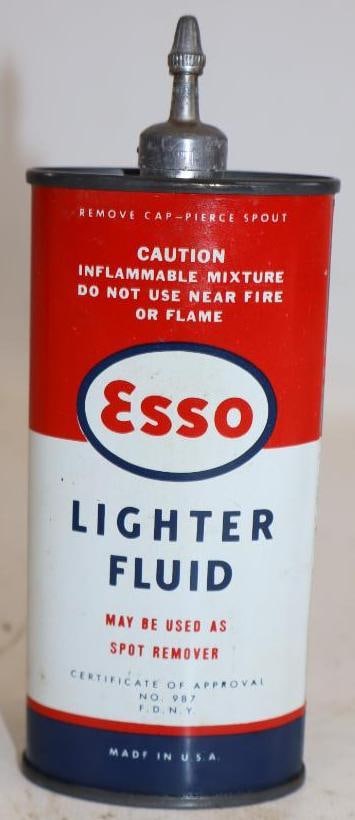 REMOVE CAP-PIERCE SPOUT
CAUTION
INFLAMMABLE MIXTURE
DO NOT USE NEAR FIRE
OR FLAME
Esso
LIGHTER
FLUID
MAY BE USED AS
SPOT REMOVER
CERTIFICATE OF APPROVAL
NO. 987
F.D.N.Y.
MADE IN U.S.A.